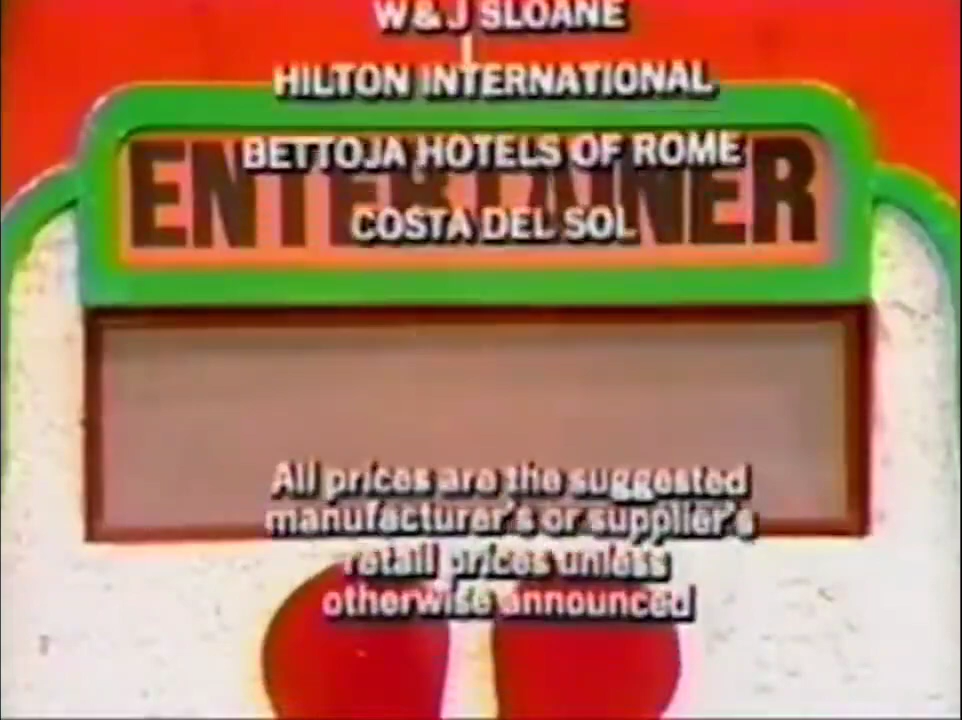 W & J SLOANE
HILTON INTERNATIONAL
BETTOJA HOTELS OF ROME
ENTERTAINER
COSTA DEL SOL
All prices are the suggested
manufacturer's or supplier's
retail prices unless
otherwise announced